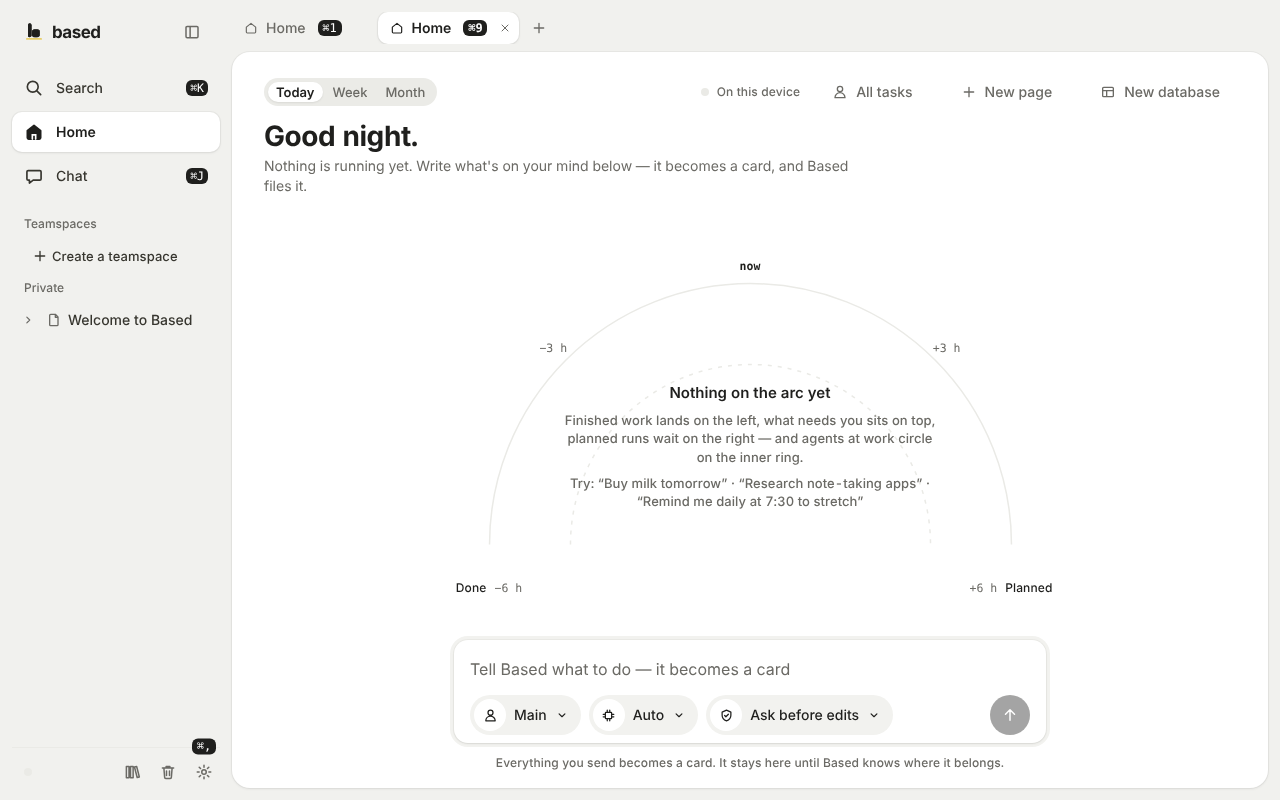 based
Search ⌘K
Home
Chat ⌘J
Teamspaces
Create a teamspace
Private
Welcome to Based
⌘,
Home ⌘1
Home ⌘9
Today Week Month
On this device
All tasks
New page
New database
Good night.
Nothing is running yet. Write what's on your mind below — it becomes a card, and Based
files it.
now
−3 h
+3 h
Nothing on the arc yet
Finished work lands on the left, what needs you sits on top,
planned runs wait on the right — and agents at work circle
on the inner ring.
Try: “Buy milk tomorrow” · “Research note-taking apps” ·
“Remind me daily at 7:30 to stretch”
Done −6 h
+6 h Planned
Tell Based what to do — it becomes a card
Main
Auto
Ask before edits
Everything you send becomes a card. It stays here until Based knows where it belongs.